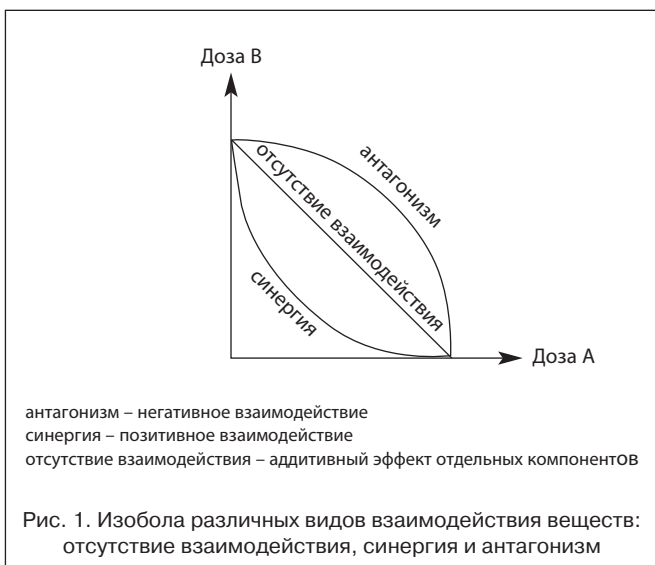 Доза В
антагонизм
отсутствие взаимодействия
синергия
Доза А
антагонизм – негативное взаимодействие
синергия – позитивное взаимодействие
отсутствие взаимодействия – аддитивный эффект отдельных компонентов
Рис. 1. Изобола различных видов взаимодействия веществ:
отсутствие взаимодействия, синергия и антагонизм